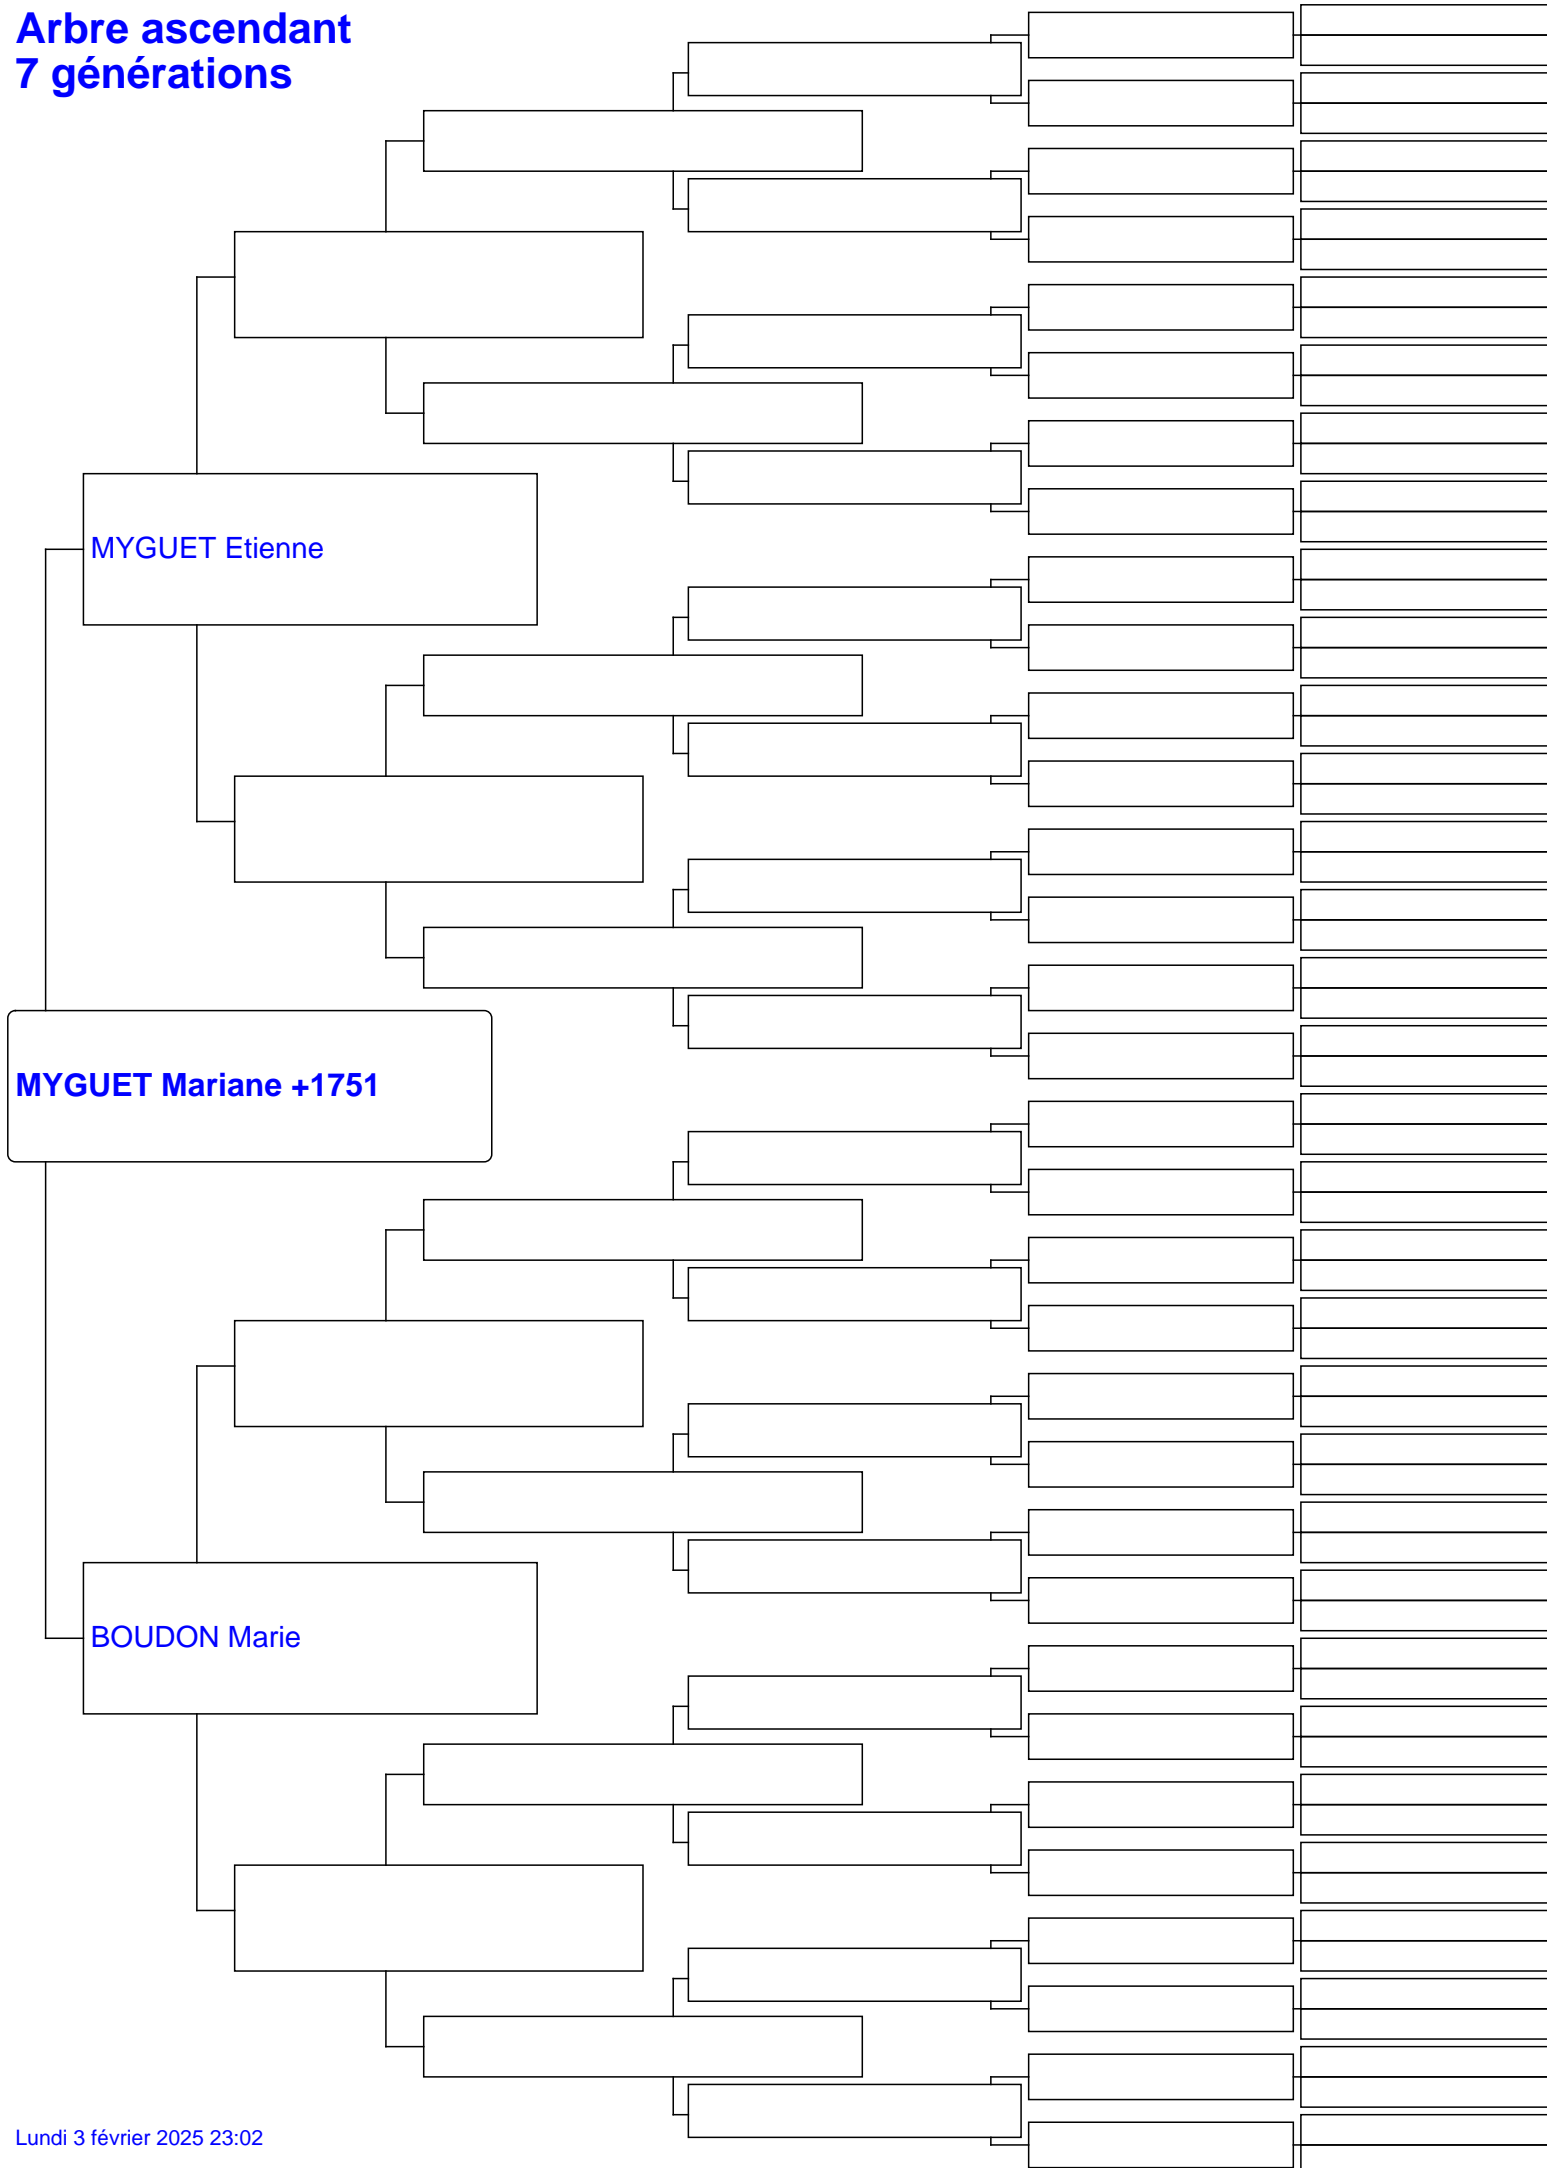 Arbre ascendant
7 générations
MYGUET Etienne
MYGUET Mariane +1751
BOUDON Marie
Lundi 3 février 2025 23:02